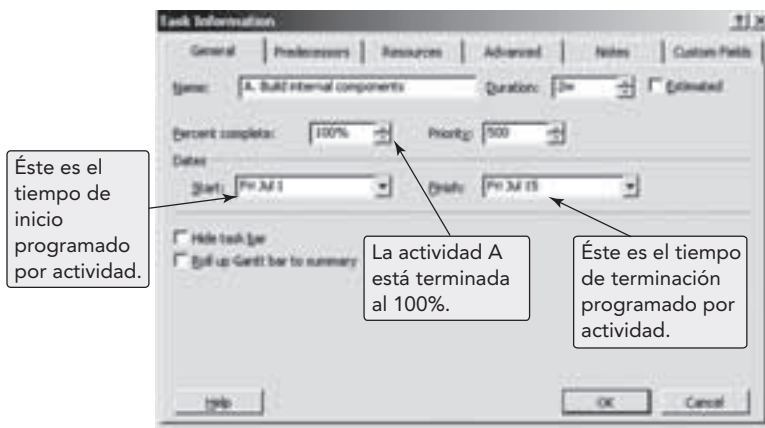 Task Information
General
Predecessors
Resources
Advanced
Notes
Custom Fields
Name:
A. Build internal components
Duration:
2w
Estimated
Percent complete:
100%
Priority:
500
Dates
Start:
Fri Jul 1
Finish:
Fri Jul 15
Hide task bar
Roll up Gantt bar to summary
Éste es el
tiempo de
inicio
programado
por actividad.
La actividad A
está terminada
al 100%.
Éste es el tiempo
de terminación
programado por
actividad.
Help
OK
Cancel